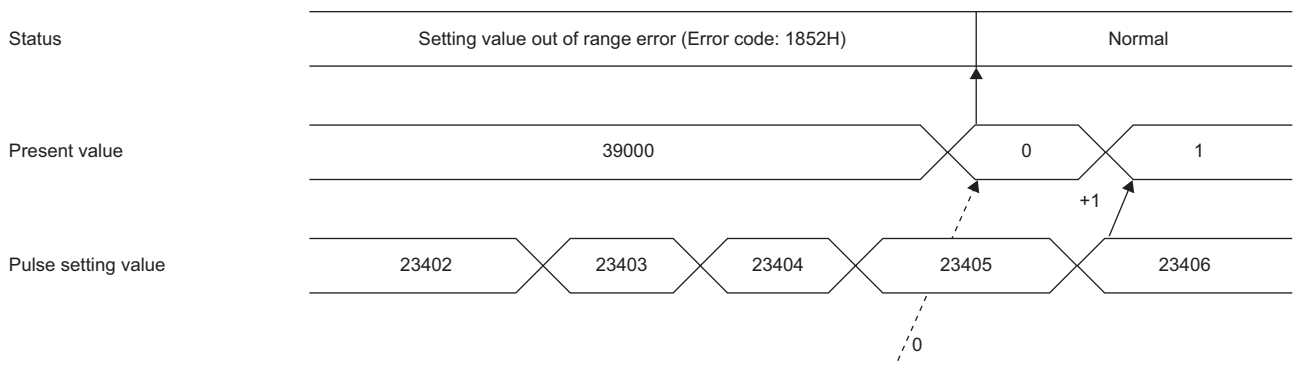 Status
Setting value out of range error (Error code: 1852H)
Normal
Present value
39000
0
1
+1
Pulse setting value
23402
23403
23404
23405
23406
0